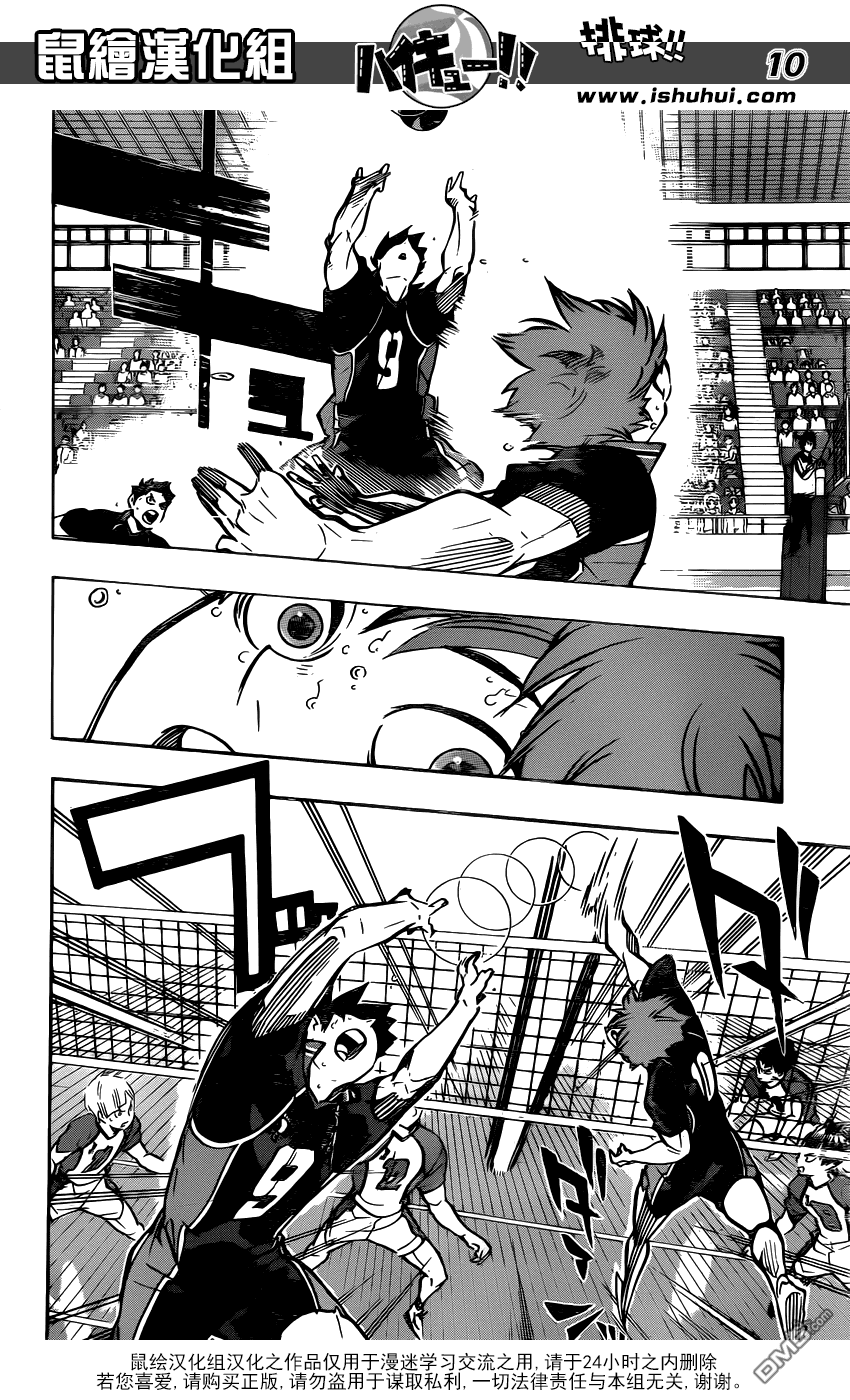 鼠繪漢化組
ハイキュー!!
排球!!
10
www.ishuhui.com
9
9
ダダダ
鼠绘汉化组汉化之作品仅用于漫迷学习交流之用, 请于24小时之内删除
若您喜爱, 请购买正版, 请勿盗用于谋取私利, 一切法律责任与本组无关, 谢谢.